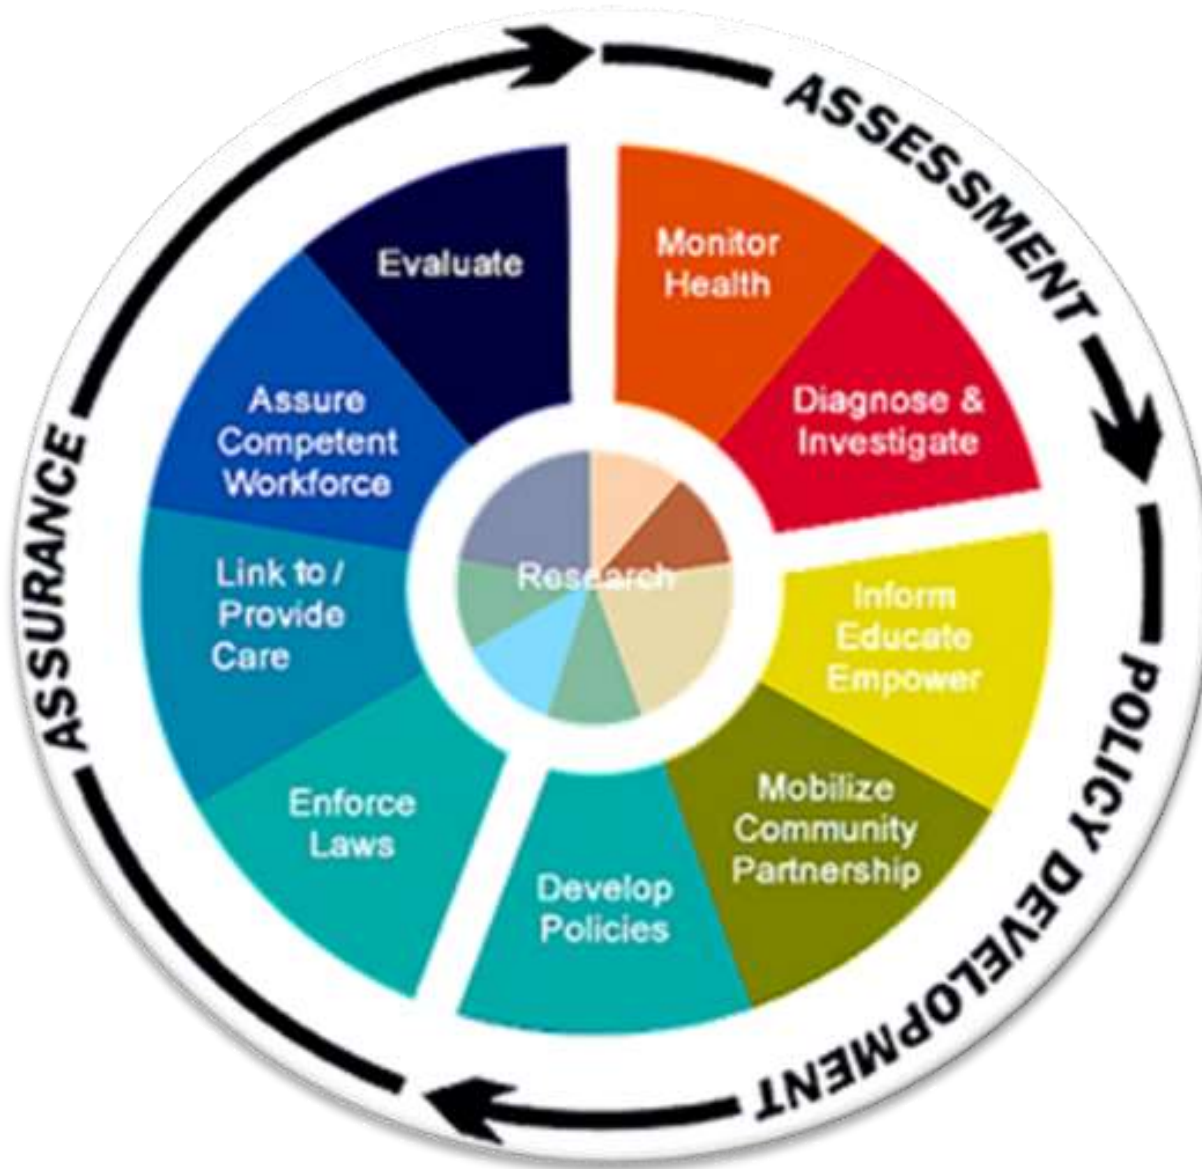 ASSESSMENT
Monitor
Health
Diagnose &
Investigate
POLICY DEVELOPMENT
Inform
Educate
Empower
Mobilize
Community
Partnership
Develop
Policies
ASSURANCE
Enforce
Laws
Link to /
Provide
Care
Assure
Competent
Workforce
Evaluate
Research